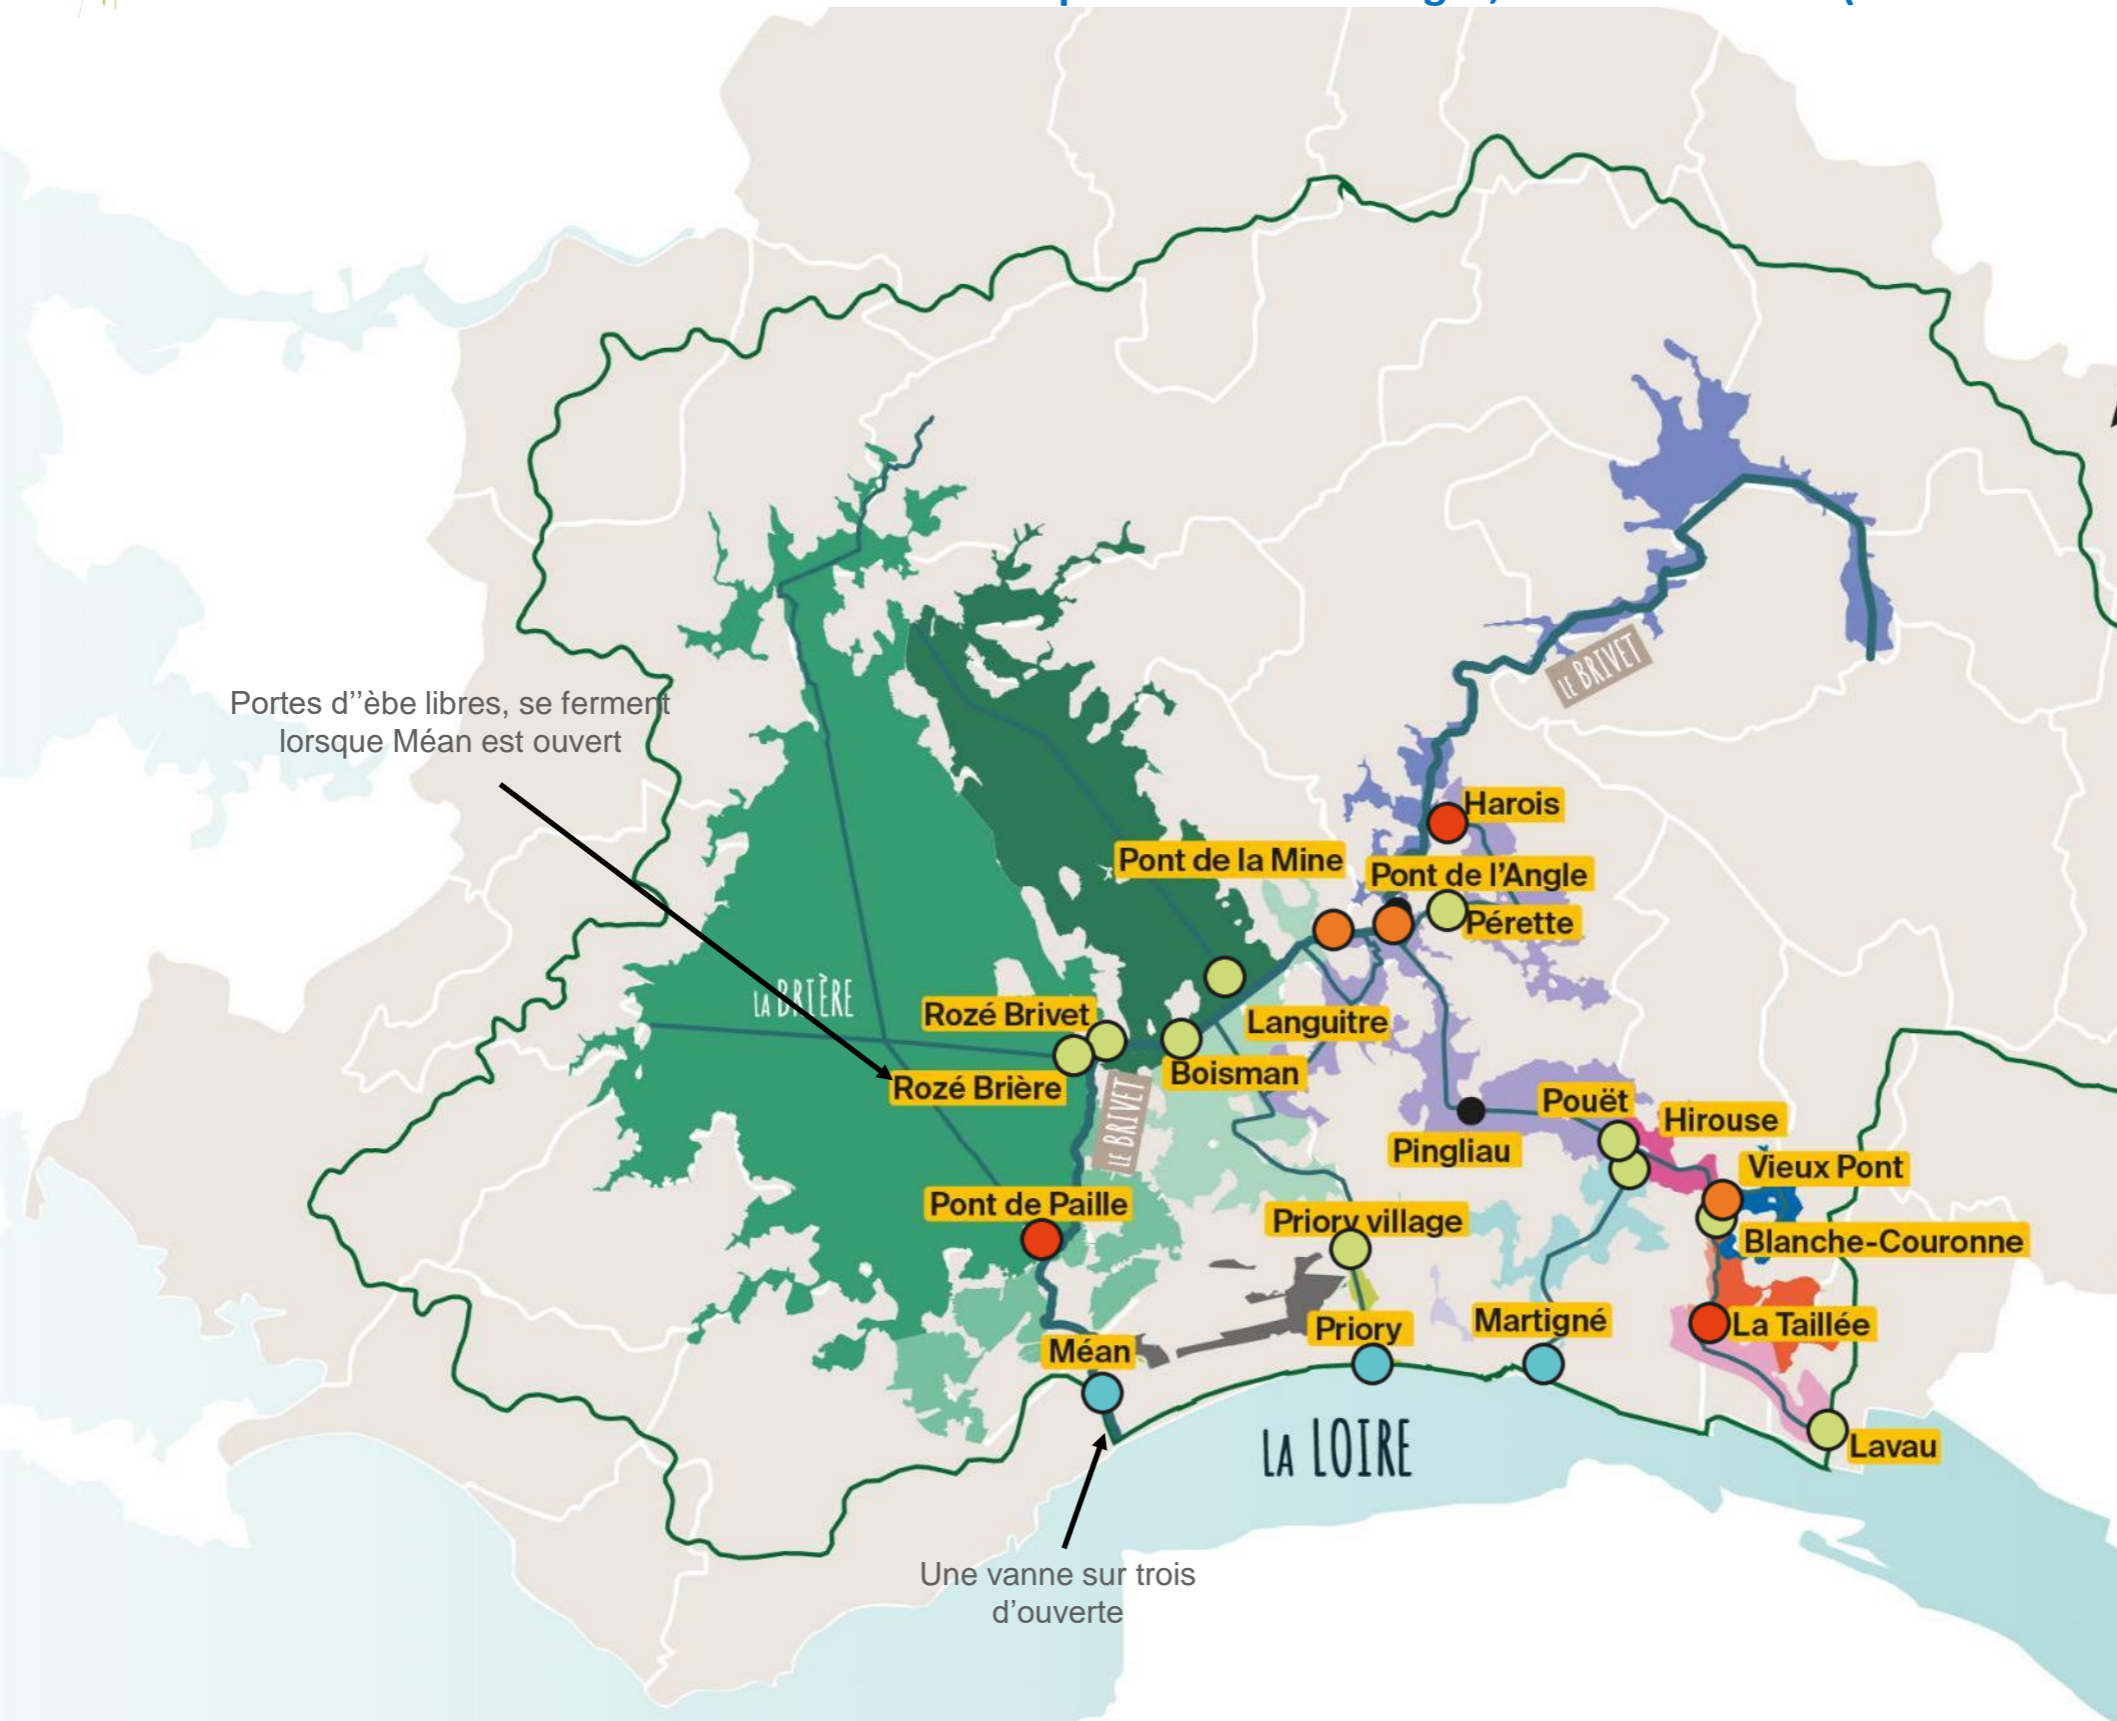 LE BRIVET
Portes d''èbe libres, se ferment
lorsque Méan est ouvert
Harois
Pont de la Mine
Pont de l'Angle
Pérette
LA BRIÈRE
Rozé Brivet
Languitre
Rozé Brière
Boisman
LE BRIVET
Pouët
Hirouse
Pingliau
Vieux Pont
Pont de Paille
Priory village
Blanche-Couronne
Priory
Martigné
La Taillée
Méan
LA LOIRE
Lavau
Une vanne sur trois
d'ouverte